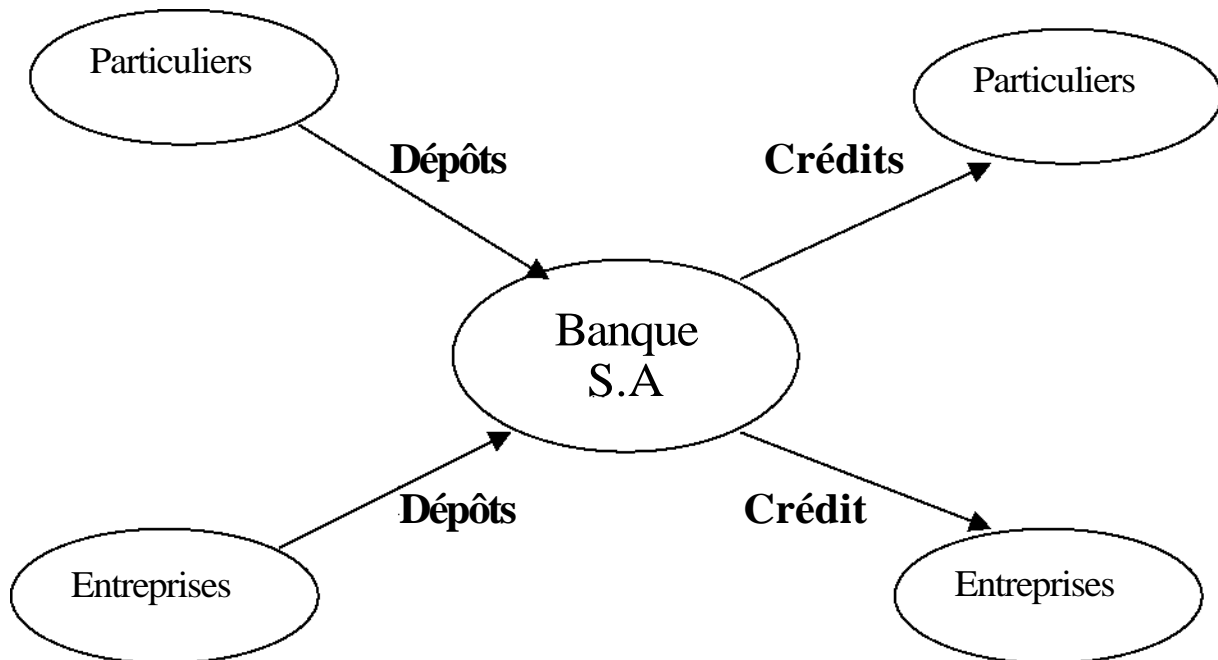 Particuliers
Particuliers
Dépôts
Crédits
Banque
S.A
Dépôts
Crédit
Entreprises
Entreprises